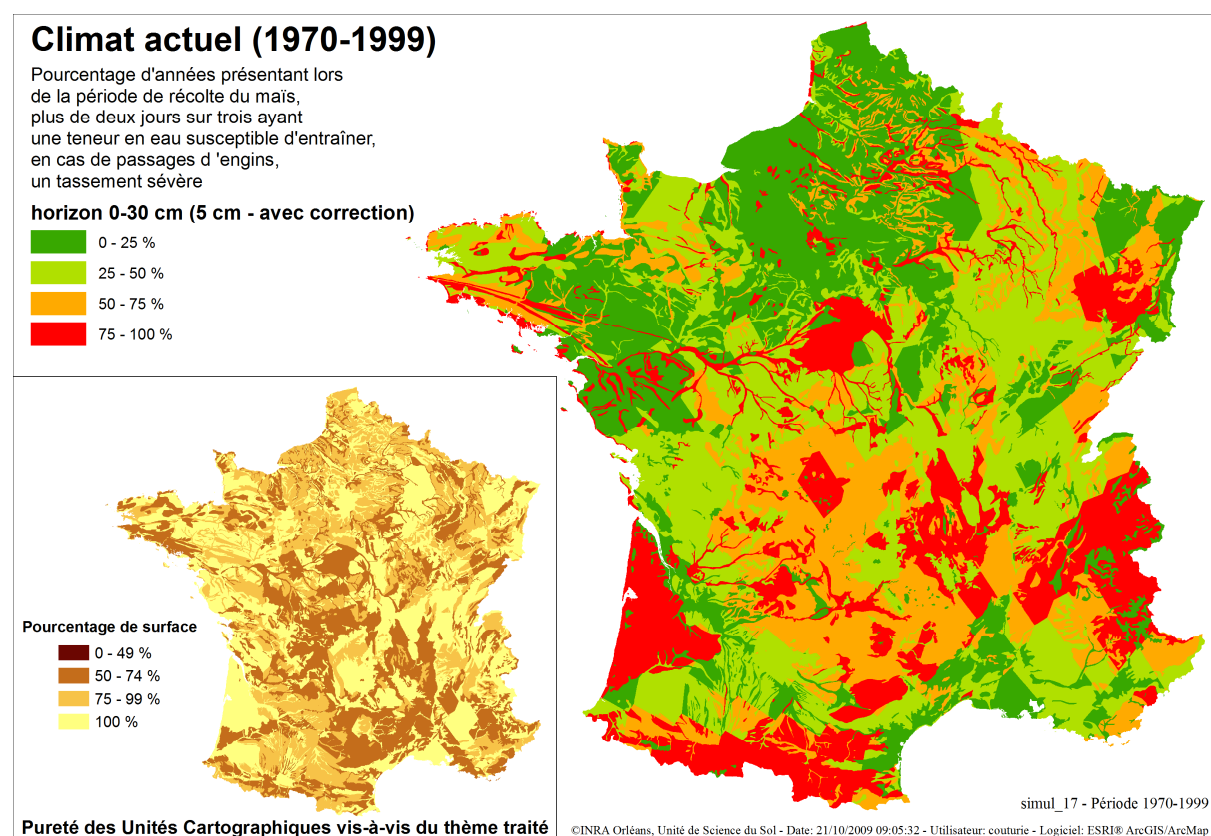 Climat actuel (1970-1999)
Pourcentage d'années présentant lors
de la période de récolte du maïs,
plus de deux jours sur trois ayant
une teneur en eau susceptible d'entraîner,
en cas de passages d 'engins,
un tassement sévère
horizon 0-30 cm (5 cm - avec correction)
0 - 25 %
25 - 50 %
50 - 75 %
75 - 100 %
Pourcentage de surface
0 - 49 %
50 - 74 %
75 - 99 %
100 %
Pureté des Unités Cartographiques vis-à-vis du thème traité
simul_17 - Période 1970-1999
©INRA Orléans, Unité de Science du Sol - Date: 21/10/2009 09:05:32 - Utilisateur: couturie - Logiciel: ESRI® ArcGIS/ArcMap